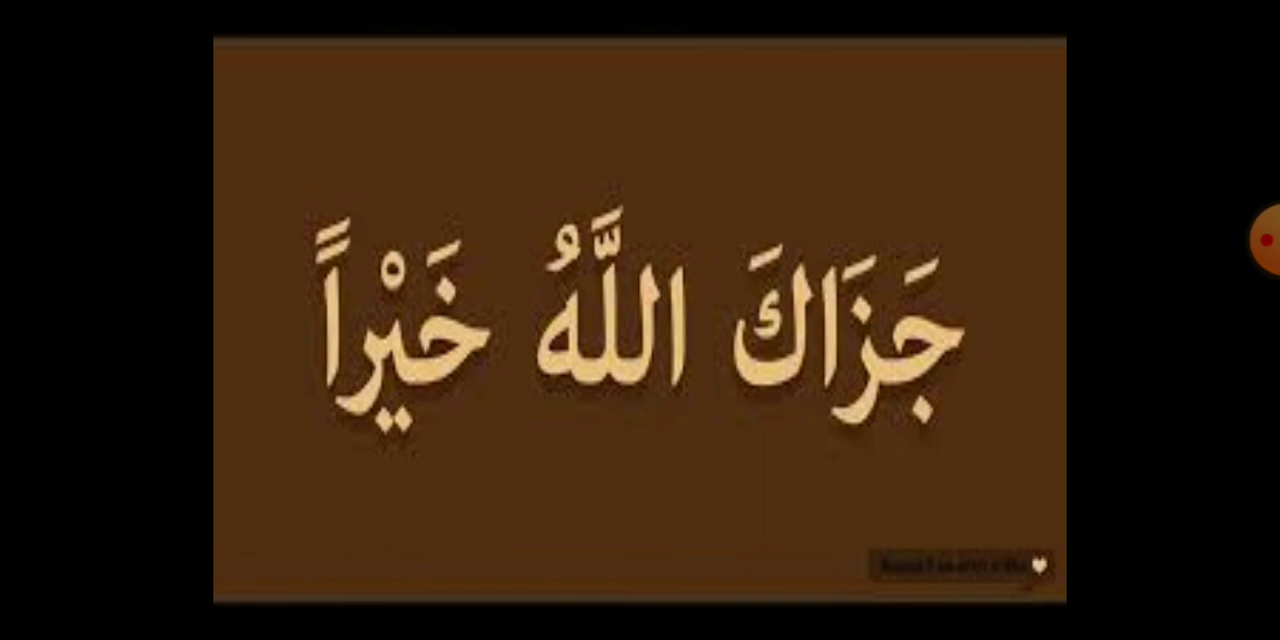 جَزَاكَ اللَّهُ خَيْراً